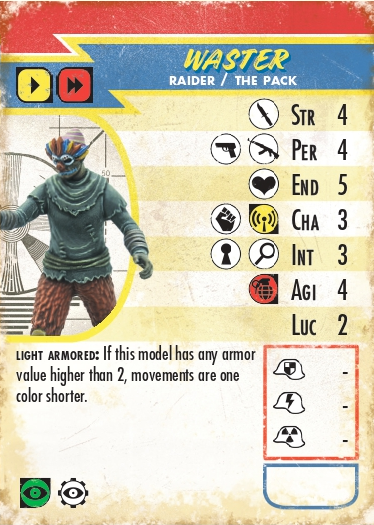 WASTER
RAIDER / THE PACK
STR 4
PER 4
END 5
CHA 3
INT 3
AGI 4
LUC 2
50
LIGHT ARMORED: If this model has any armor
value higher than 2, movements are one
color shorter.
-
-
-